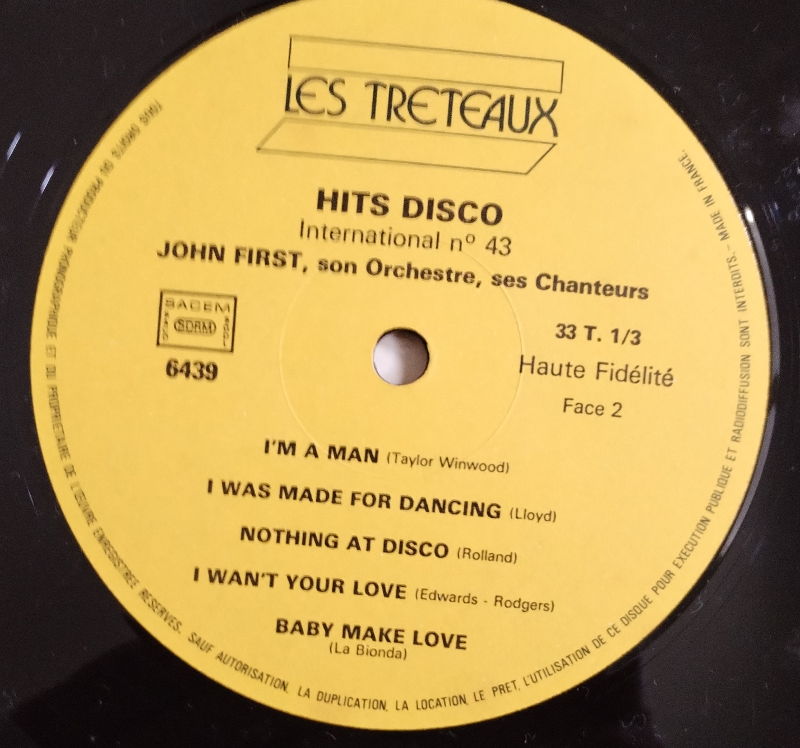 LES TRETEAUX
HITS DISCO
International nº 43
JOHN FIRST, son Orchestre, ses Chanteurs
SACEM
SDRM
6439
33 T. 1/3
Haute Fidélité
Face 2
I'M A MAN (Taylor Winwood)
I WAS MADE FOR DANCING (Lloyd)
NOTHING AT DISCO (Rolland)
I WAN'T YOUR LOVE (Edwards - Rodgers)
BABY MAKE LOVE
(La Bionda)
TOUS DROITS DU PRODUCTEUR PHONOGRAPHIQUE ET DU PROPRIETAIRE DE L'ŒUVRE ENREGISTREE RESERVES. SAUF AUTORISATION, LA DUPLICATION, LA LOCATION, LE PRET, L'UTILISATION DE CE DISQUE POUR EXECUTION PUBLIQUE ET RADIODIFFUSION SONT INTERDITS. - MADE IN FRANCE.